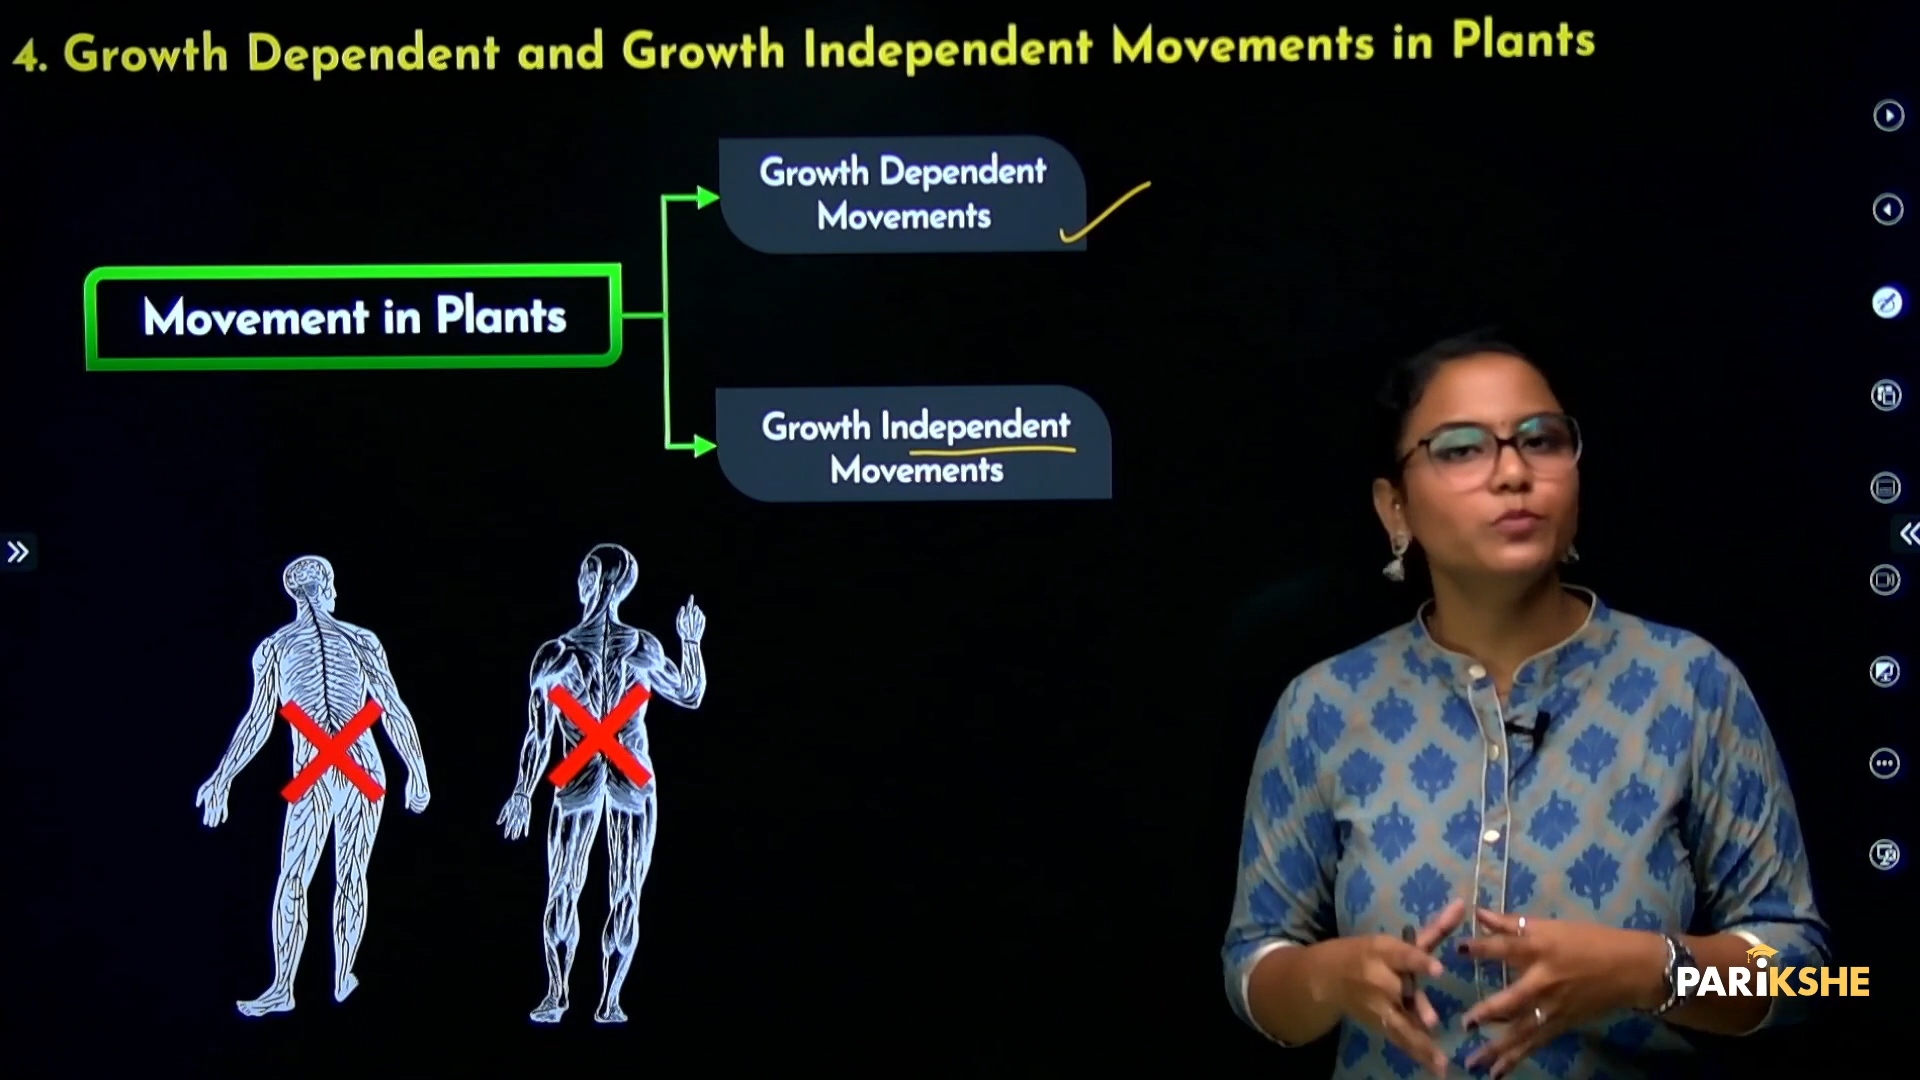 4. Growth Dependent and Growth Independent Movements in Plants
Growth Dependent
Movements
Movement in Plants
Growth Independent
Movements
PARiKSHE